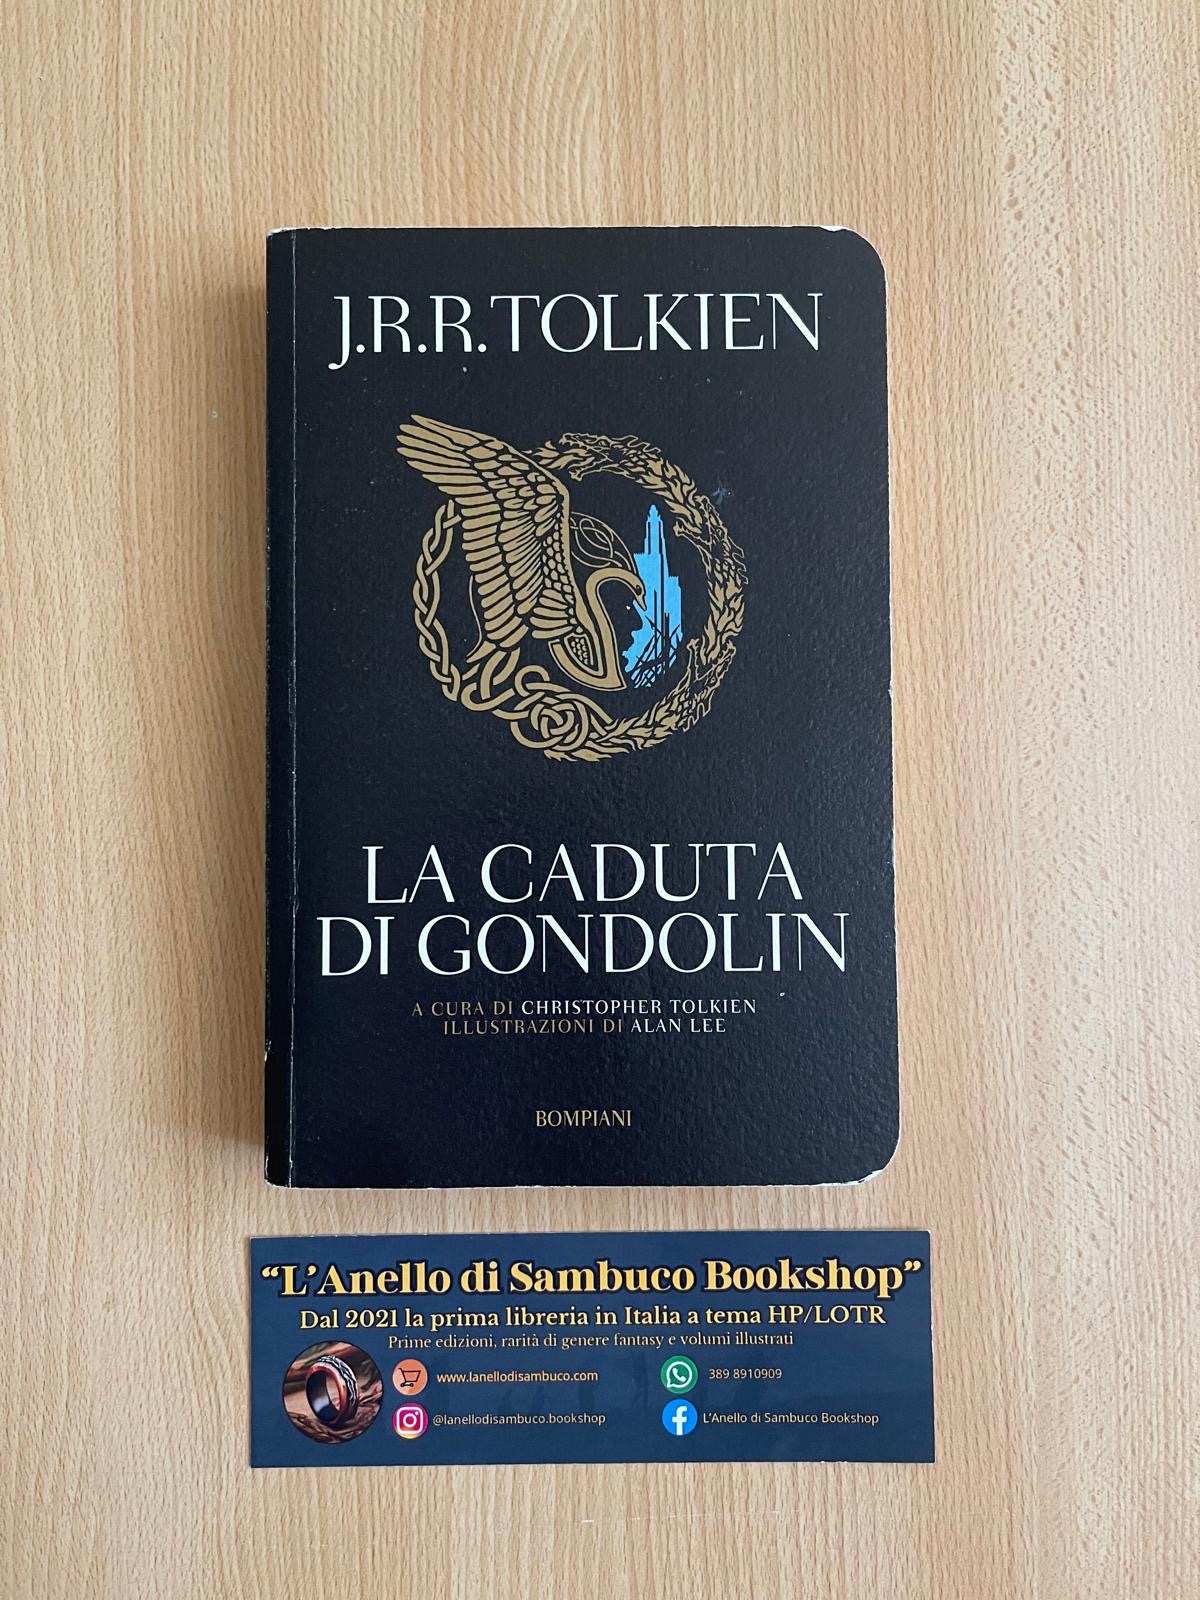 J.R.R. TOLKIEN
LA CADUTA
DI GONDOLIN
A CURA DI CHRISTOPHER TOLKIEN
ILLUSTRAZIONI DI ALAN LEE
BOMPIANI
“L’Anello di Sambuco Bookshop”
Dal 2021 la prima libreria in Italia a tema HP/LOTR
Prime edizioni, rarità di genere fantasy e volumi illustrati
www.lanellodisambuco.com
389 8910909
@lanellodisambuco.bookshop
L’Anello di Sambuco Bookshop